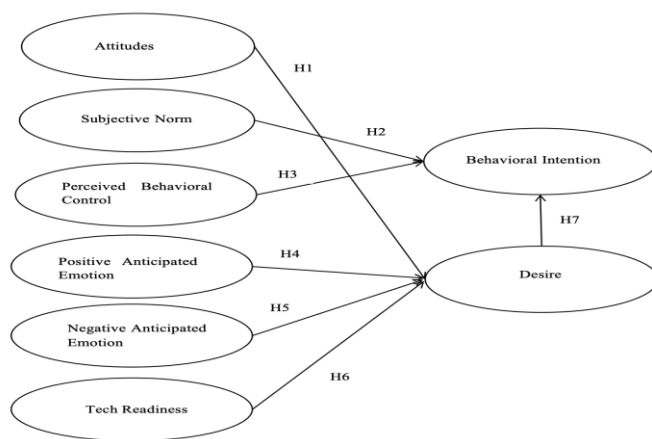 Attitudes
H1
Subjective Norm
H2
Behavioral Intention
Perceived Behavioral
Control
H3
H7
Positive Anticipated
Emotion
H4
Desire
H5
Negative Anticipated
Emotion
H6
Tech Readiness